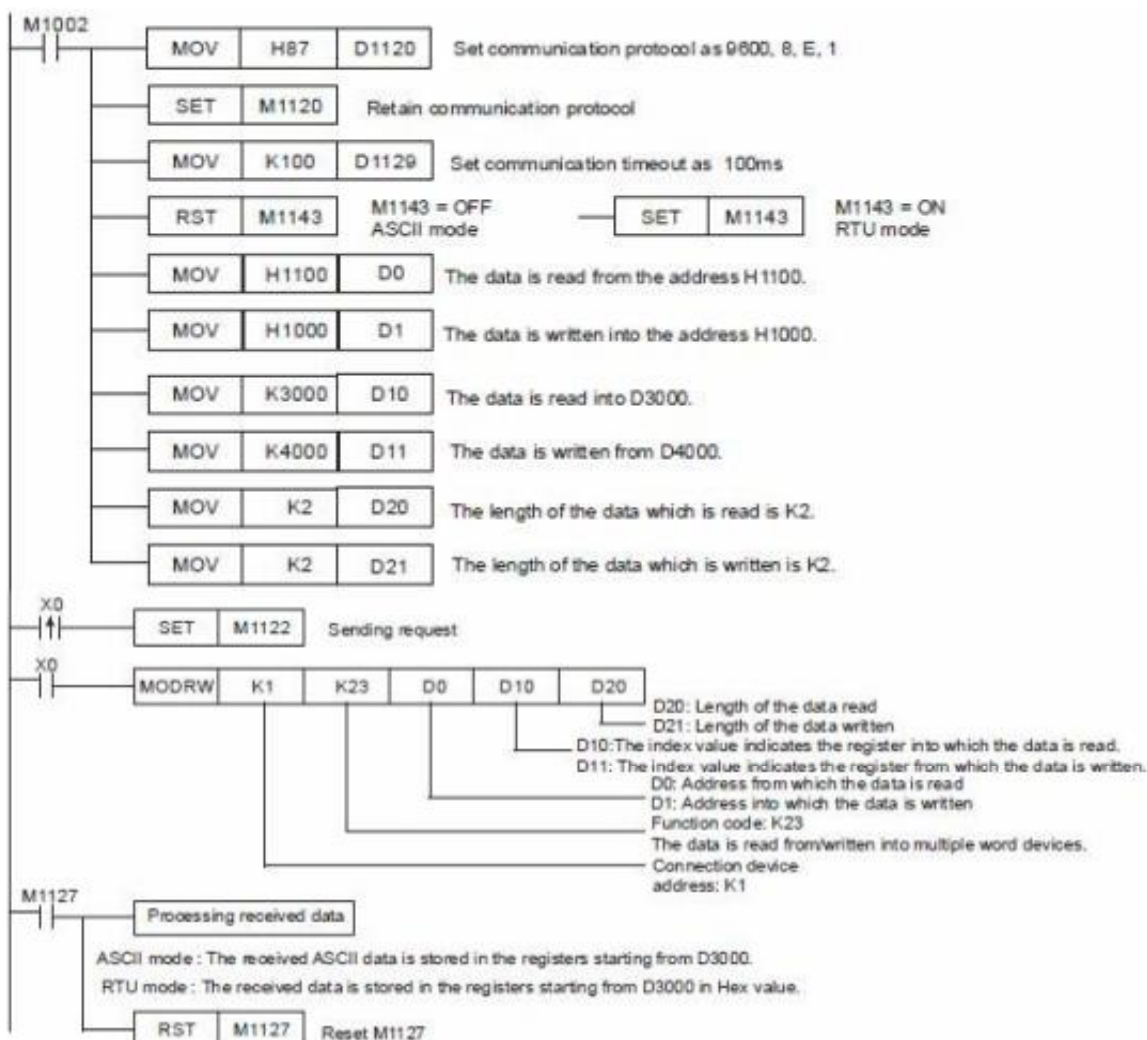 M1002
MOV H87 D1120 Set communication protocol as 9600, 8, E, 1
SET M1120 Retain communication protocol
MOV K100 D1129 Set communication timeout as 100ms
RST M1143 M1143 = OFF
ASCII mode
SET M1143 M1143 = ON
RTU mode
MOV H1100 D0 The data is read from the address H1100.
MOV H1000 D1 The data is written into the address H1000.
MOV K3000 D10 The data is read into D3000.
MOV K4000 D11 The data is written from D4000.
MOV K2 D20 The length of the data which is read is K2.
MOV K2 D21 The length of the data which is written is K2.
X0
SET M1122 Sending request
X0
MODRW K1 K23 D0 D10 D20
D20: Length of the data read
D21: Length of the data written
D10:The index value indicates the register into which the data is read.
D11: The index value indicates the register from which the data is written.
D0: Address from which the data is read
D1: Address into which the data is written
Function code: K23
The data is read from/written into multiple word devices.
Connection device
address: K1
M1127
Processing received data
ASCII mode : The received ASCII data is stored in the registers starting from D3000.
RTU mode : The received data is stored in the registers starting from D3000 in Hex value.
RST M1127 Reset M1127